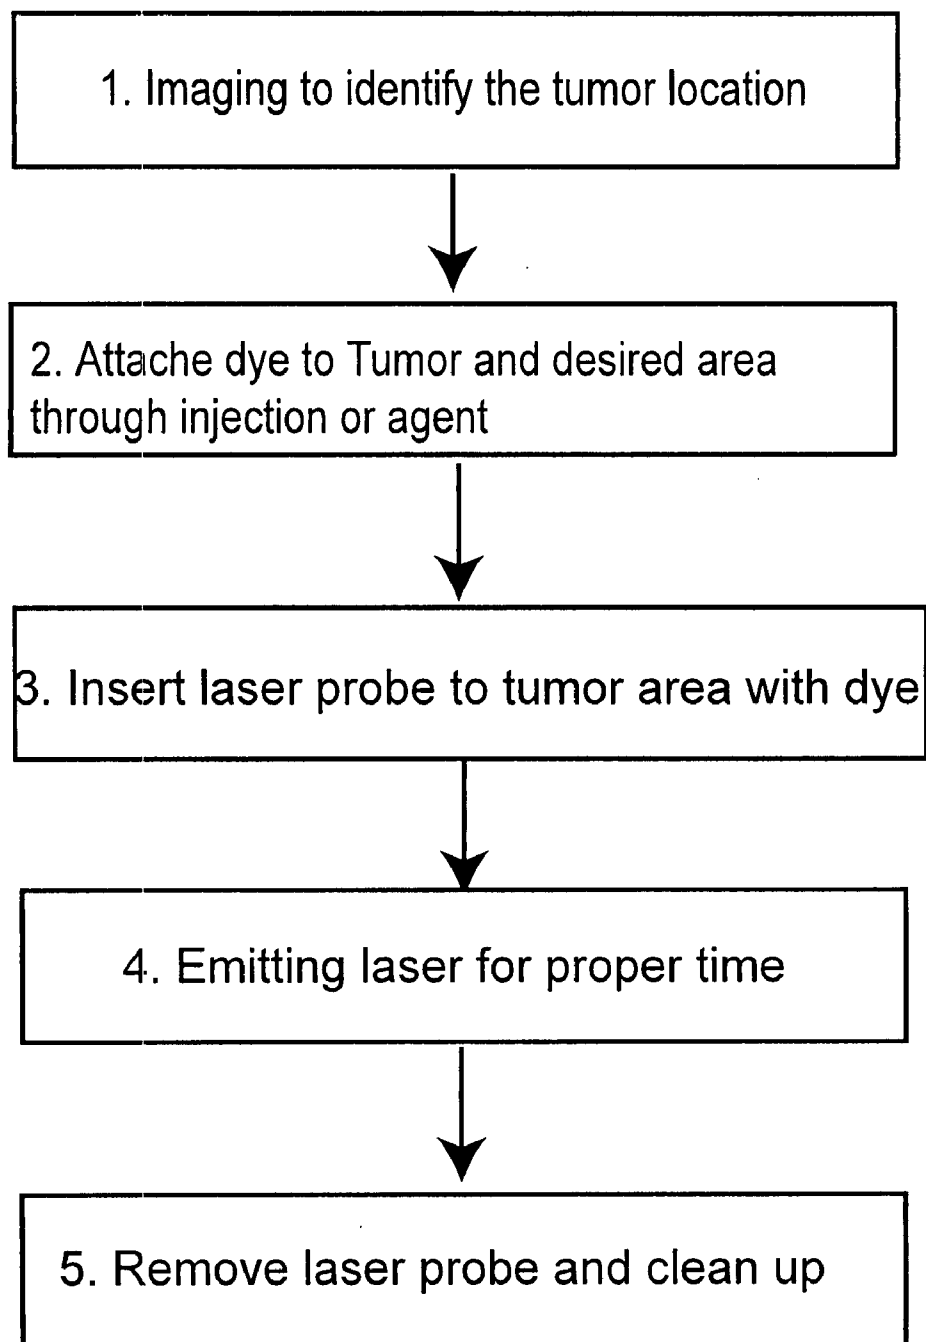 1. Imaging to identify the tumor location
2. Attache dye to Tumor and desired area
through injection or agent
3. Insert laser probe to tumor area with dye
4. Emitting laser for proper time
5. Remove laser probe and clean up